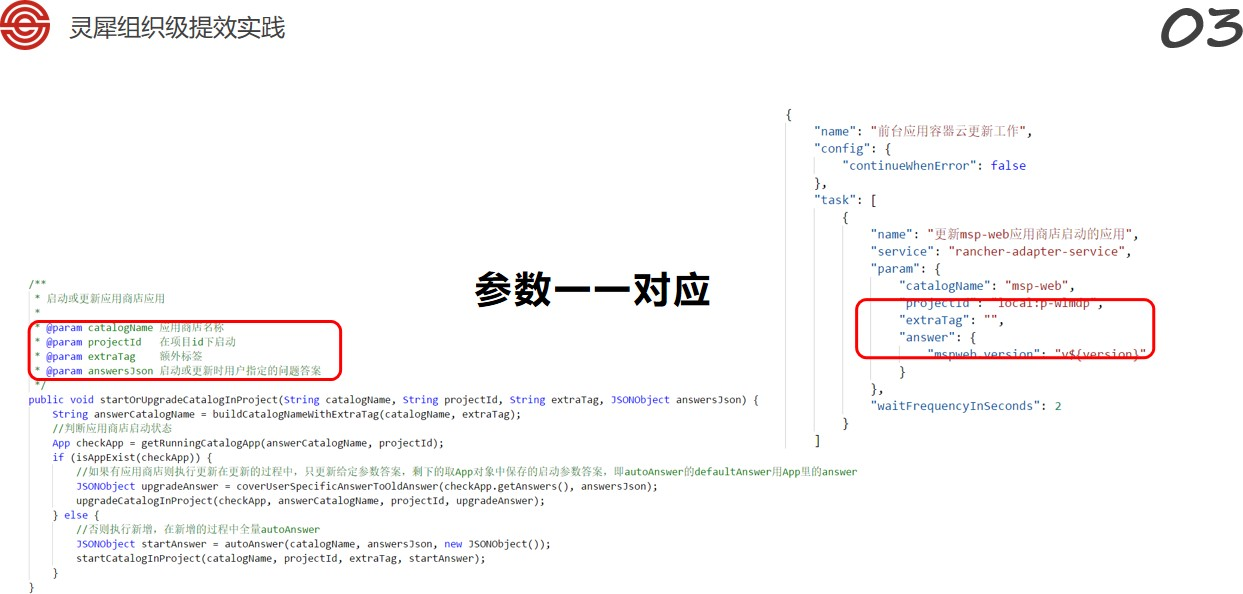 灵犀组织级提效实践
03
{
"name": "前台应用容器云更新工作",
"config": {
"continueWhenError": false
},
"task": [
{
"name": "更新msp-web应用商店启动的应用",
"service": "rancher-adapter-service",
"param": {
"catalogName": "msp-web",
"projectId": "local:p-wlmdp",
"extraTag": "",
"answer": {
"mspweb.version": "v${version}"
}
},
"waitFrequencyInSeconds": 2
}
]
参数一一对应
/**
* 启动或更新应用商店应用
*
* @param catalogName 应用商店名称
* @param projectId 在项目id下启动
* @param extraTag 额外标签
* @param answersJson 启动或更新时用户指定的问题答案
*/
public void startOrUpgradeCatalogInProject(String catalogName, String projectId, String extraTag, JSONObject answersJson) {
String answerCatalogName = buildCatalogNameWithExtraTag(catalogName, extraTag);
//判断应用商店启动状态
App checkApp = getRunningCatalogApp(answerCatalogName, projectId);
if (isAppExist(checkApp)) {
//如果有应用商店则执行更新在更新的过程中，只更新给定参数答案，剩下的取App对象中保存的启动参数答案，即autoAnswer的defaultAnswer用App里的answer
JSONObject upgradeAnswer = coverUserSpecificAnswerToOldAnswer(checkApp.getAnswers(), answersJson);
upgradeCatalogInProject(checkApp, answerCatalogName, projectId, upgradeAnswer);
} else {
//否则执行新增，在新增的过程中全量autoAnswer
JSONObject startAnswer = autoAnswer(catalogName, answersJson, new JSONObject());
startCatalogInProject(catalogName, projectId, extraTag, startAnswer);
}
}